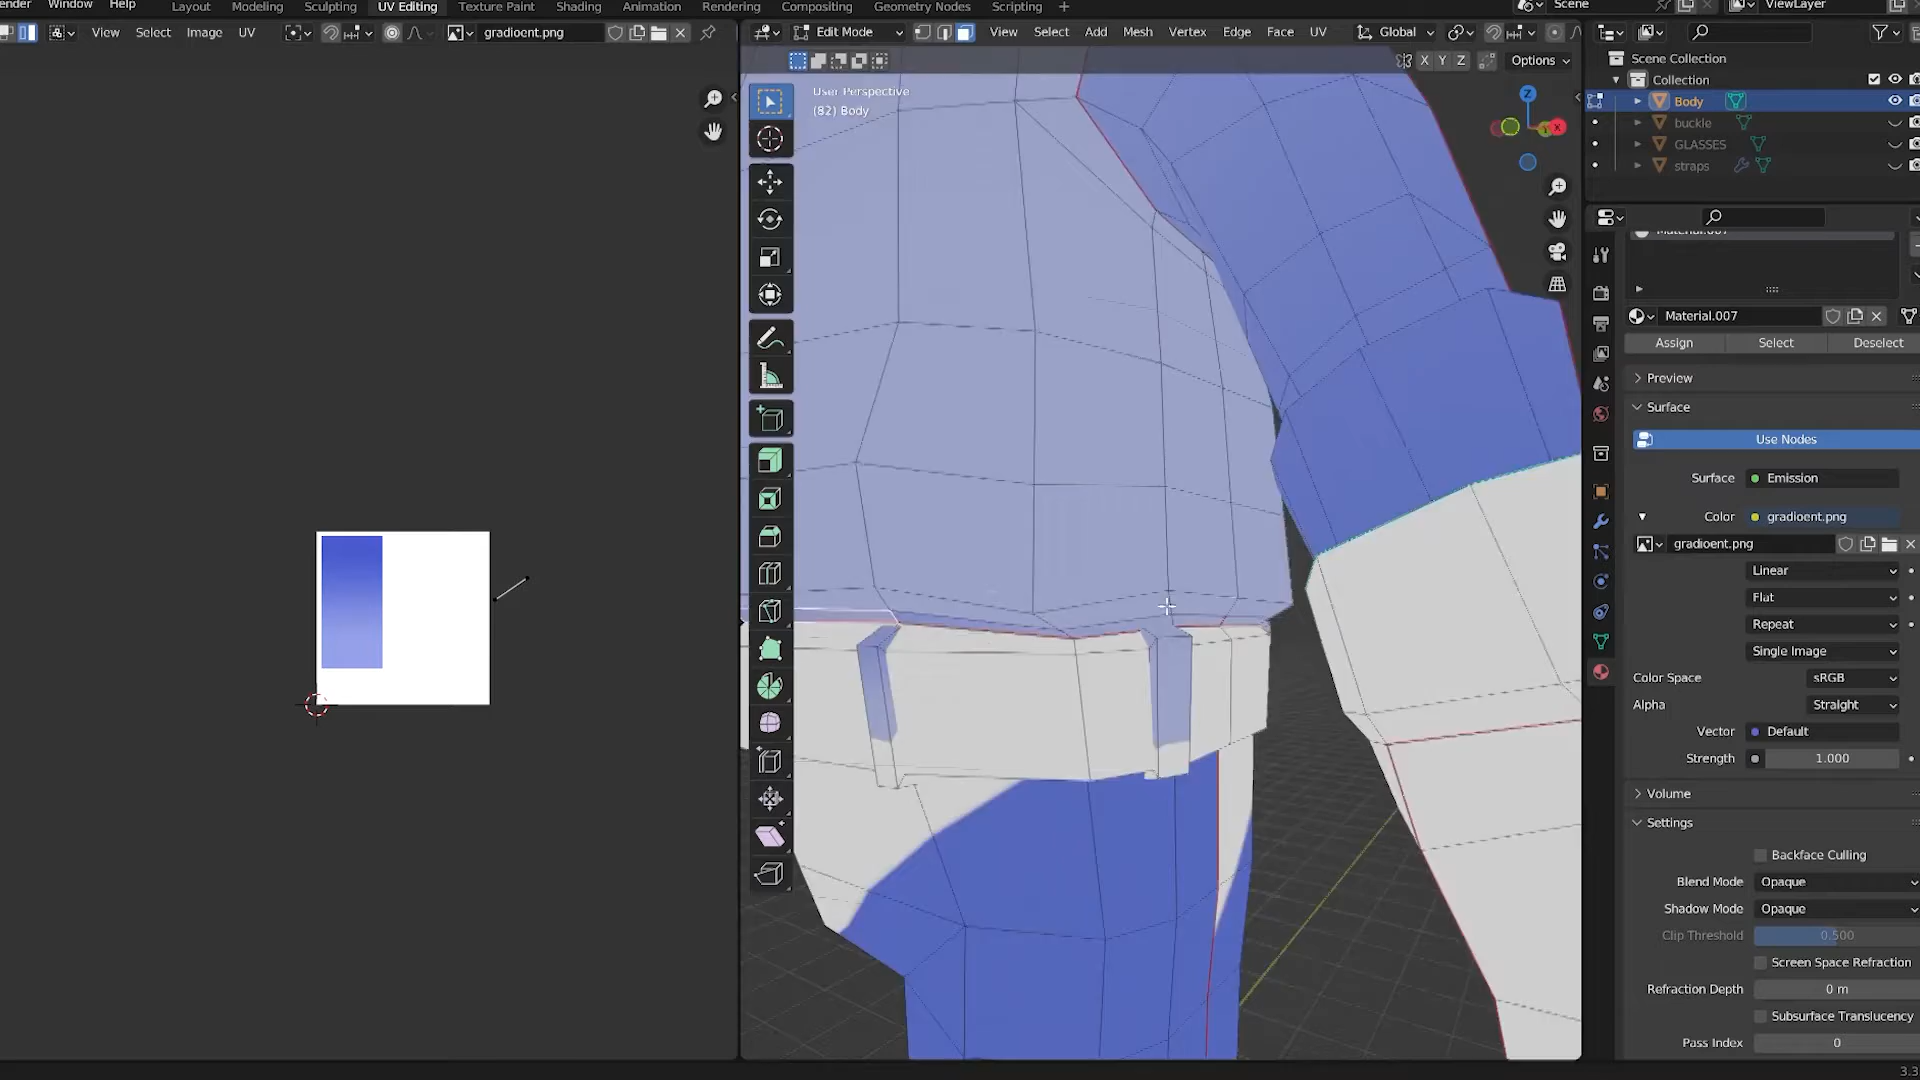 ender Window Help
Layout Modeling Sculpting UV Editing Texture Paint Shading Animation Rendering Compositing Geometry Nodes Scripting +
Scene
ViewLayer
View Select Image UV
gradioent.png
Edit Mode
View Select Add Mesh Vertex Edge Face UV
Global
X Y Z
Options
User Perspective
(82) Body
Z
X
Scene Collection
Collection
Body
buckle
GLASSES
straps
Material.007
Material.007
Assign Select Deselect
Preview
Surface
Use Nodes
Surface Emission
Color gradioent.png
gradioent.png
Linear
Flat
Repeat
Single Image
Color Space sRGB
Alpha Straight
Vector Default
Strength 1.000
Volume
Settings
Backface Culling
Blend Mode Opaque
Shadow Mode Opaque
Clip Threshold 0.500
Screen Space Refraction
Refraction Depth 0 m
Subsurface Translucency
Pass Index 0
3.3